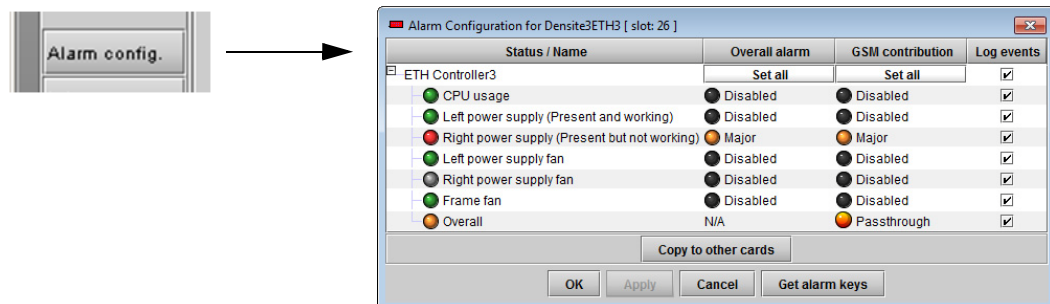 Alarm config.
Alarm Configuration for Densite3ETH3 [ slot: 26 ]
Status / Name Overall alarm GSM contribution Log events
ETH Controller3 Set all Set all
CPU usage Disabled Disabled
Left power supply (Present and working) Disabled Disabled
Right power supply (Present but not working) Major Major
Left power supply fan Disabled Disabled
Right power supply fan Disabled Disabled
Frame fan Disabled Disabled
Overall N/A Passthrough
Copy to other cards
OK Apply Cancel Get alarm keys